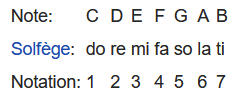 Note: C D E F G A B
Solfège: do re mi fa so la ti
Notation: 1 2 3 4 5 6 7